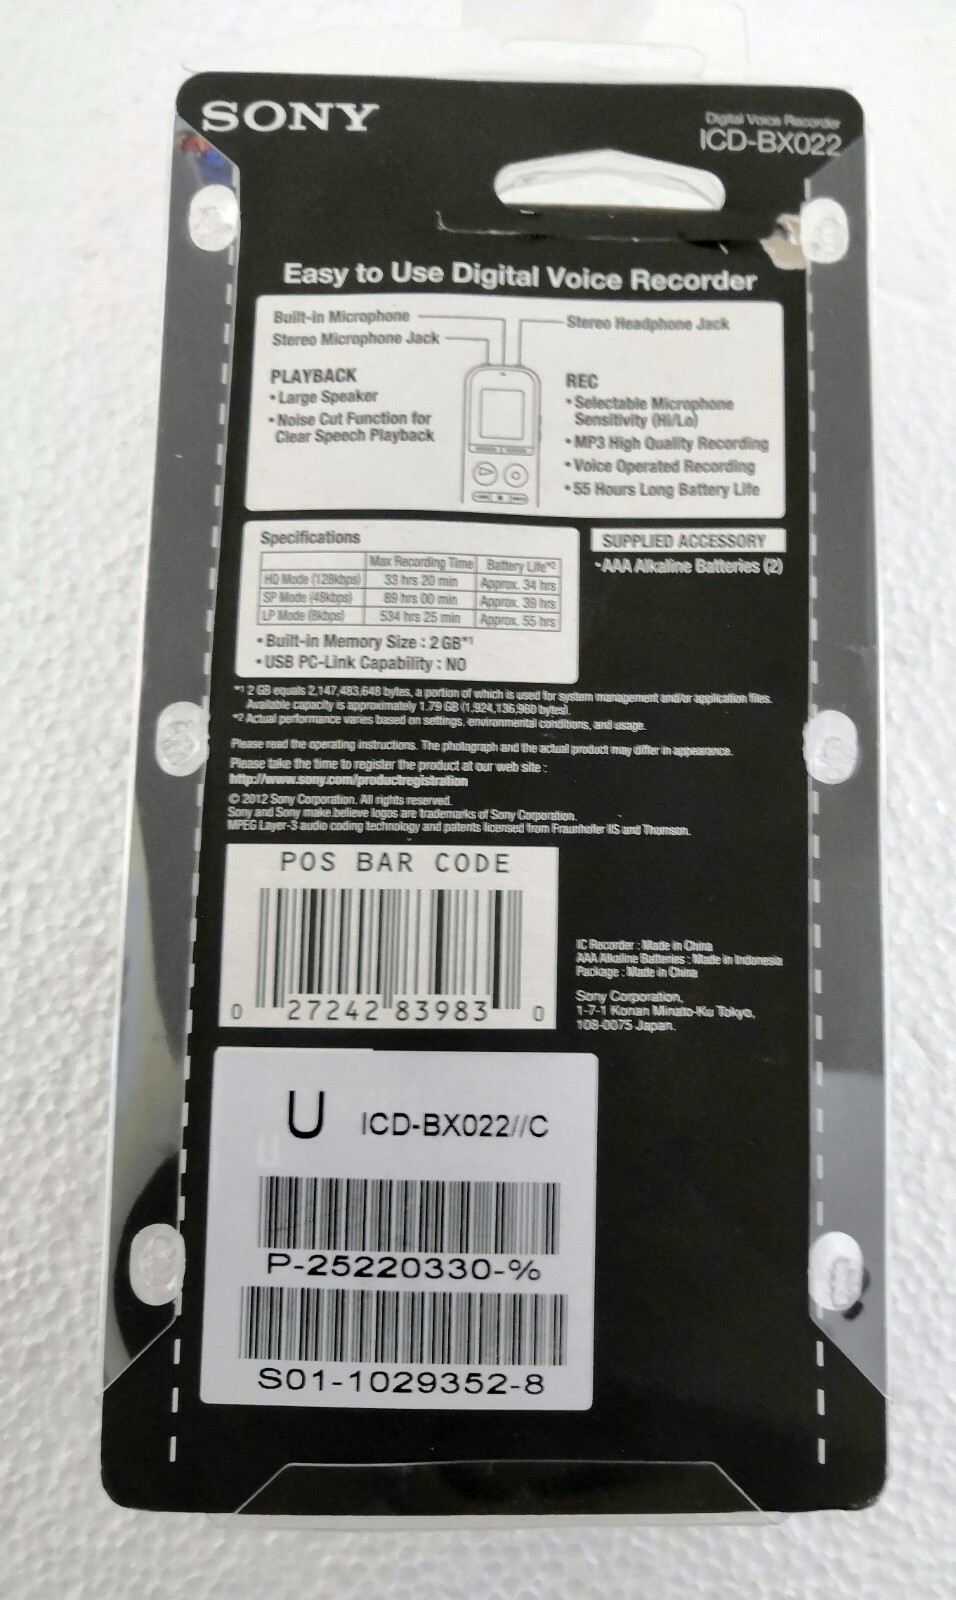 SONY
Digital Voice Recorder
ICD-BX022
Easy to Use Digital Voice Recorder
Built-in Microphone
Stereo Microphone Jack
Stereo Headphone Jack
PLAYBACK
•Large Speaker
•Noise Cut Function for
Clear Speech Playback
REC
•Selectable Microphone
Sensitivity (Hi/Lo)
•MP3 High Quality Recording
•Voice Operated Recording
•55 Hours Long Battery Life
Specifications
Max Recording Time Battery Life*2
HQ Mode (128kbps) 33 hrs 20 min Approx. 34 hrs
SP Mode (48kbps) 89 hrs 00 min Approx. 39 hrs
LP Mode (8kbps) 534 hrs 25 min Approx. 55 hrs
•Built-in Memory Size : 2 GB*1
•USB PC-Link Capability : NO
SUPPLIED ACCESSORY
•AAA Alkaline Batteries (2)
*1 2 GB equals 2,147,483,648 bytes, a portion of which is used for system management and/or application files.
Available capacity is approximately 1.79 GB (1,924,136,960 bytes).
*2 Actual performance varies based on settings, environmental conditions, and usage.
Please read the operating instructions. The photograph and the actual product may differ in appearance.
Please take the time to register the product at our web site :
http://www.sony.com/productregistration
© 2012 Sony Corporation. All rights reserved.
Sony and Sony make.believe logos are trademarks of Sony Corporation.
MPEG Layer-3 audio coding technology and patents licensed from Fraunhofer IIS and Thomson.
POS BAR CODE
0 27242 83983 0
IC Recorder : Made in China
AAA Alkaline Batteries : Made in Indonesia
Package : Made in China
Sony Corporation,
1-7-1 Konan Minato-Ku Tokyo,
108-0075 Japan.
U ICD-BX022//C
P-25220330-%
S01-1029352-8